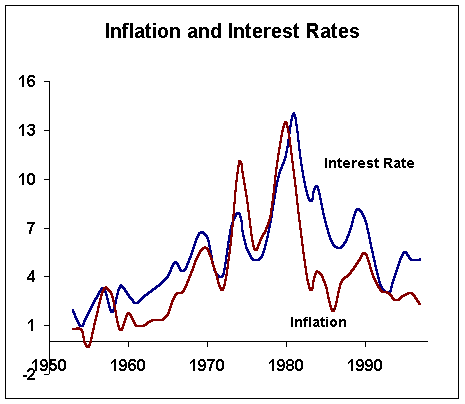 Inflation and Interest Rates
16
13
10
7
4
1
-2
1950 1960 1970 1980 1990
Interest Rate
Inflation